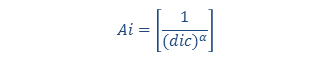 Ai = [1/(dic)^α]